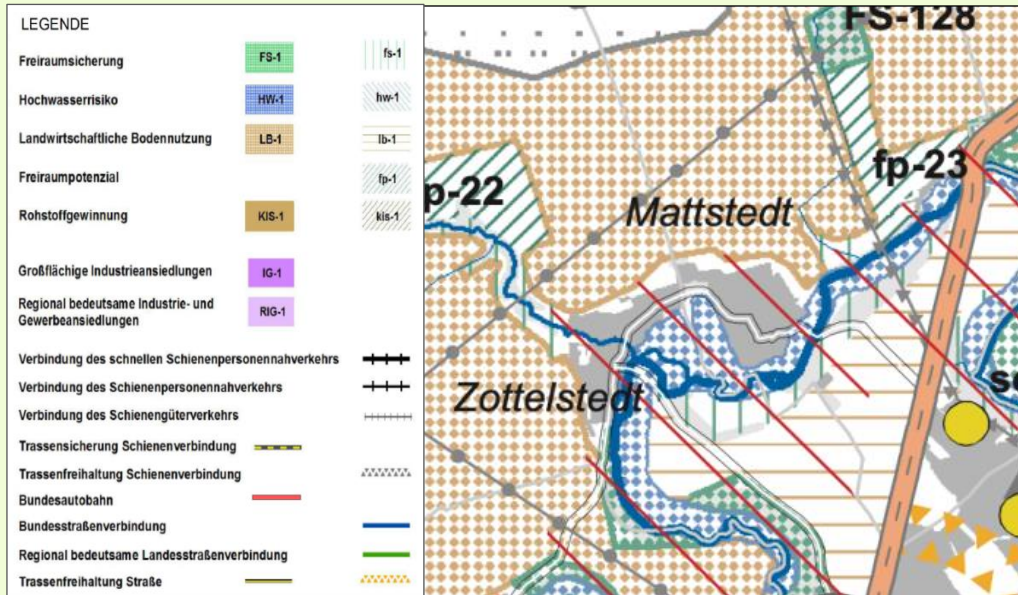 LEGENDE
Freiraumsicherung FS-1 fs-1
Hochwasserrisiko HW-1 hw-1
Landwirtschaftliche Bodennutzung LB-1 lb-1
Freiraumpotenzial fp-1
Rohstoffgewinnung KIS-1 kis-1
Großflächige Industrieansiedlungen IG-1
Regional bedeutsame Industrie- und
Gewerbeansiedlungen RIG-1
Verbindung des schnellen Schienenpersonennahverkehrs
Verbindung des Schienenpersonennahverkehrs
Verbindung des Schienengüterverkehrs
Trassensicherung Schienenverbindung
Trassenfreihaltung Schienenverbindung
Bundesautobahn
Bundesstraßenverbindung
Regional bedeutsame Landesstraßenverbindung
Trassenfreihaltung Straße
FS-128
fp-23
p-22
Mattstedt
Zottelstedt